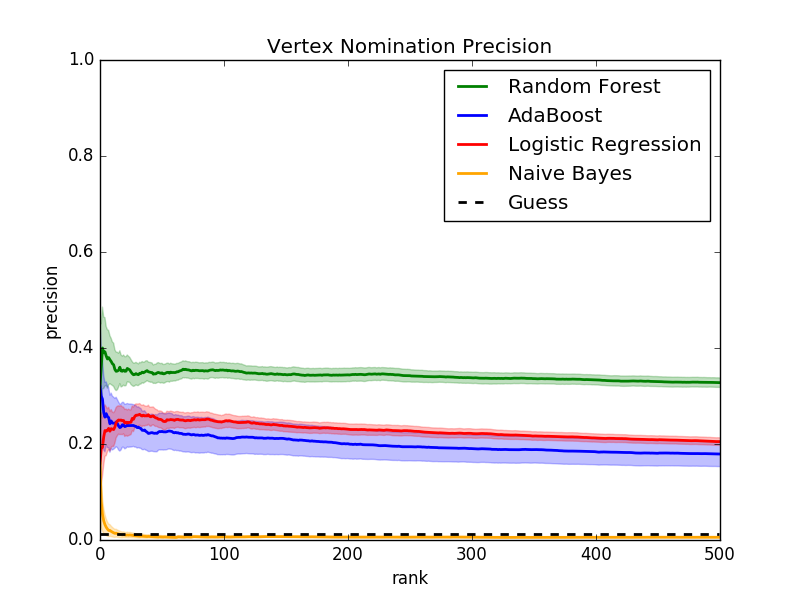 Vertex Nomination Precision
1.0
0.8
0.6
0.4
0.2
0.0
precision
Random Forest
AdaBoost
Logistic Regression
Naive Bayes
Guess
0 100 200 300 400 500
rank